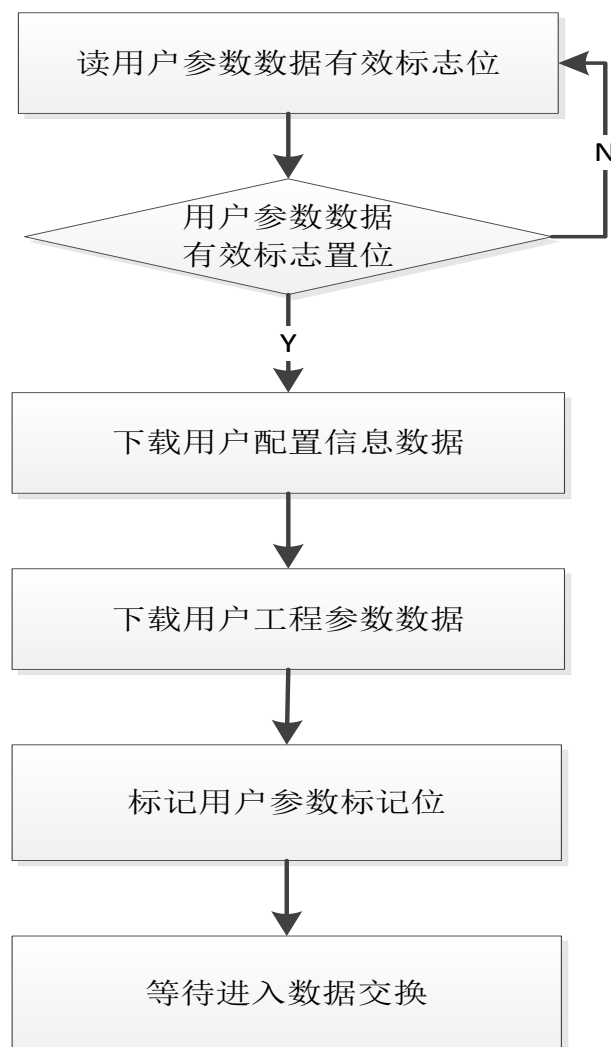 读用户参数数据有效标志位
N
用户参数数据
有效标志置位
Y
下载用户配置信息数据
下载用户工程参数数据
标记用户参数标记位
等待进入数据交换